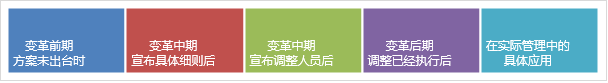 变革前期
方案未出台时
变革中期
宣布具体细则后
变革中期
宣布调整人员后
变革后期
调整已经执行后
在实际管理中的
具体应用